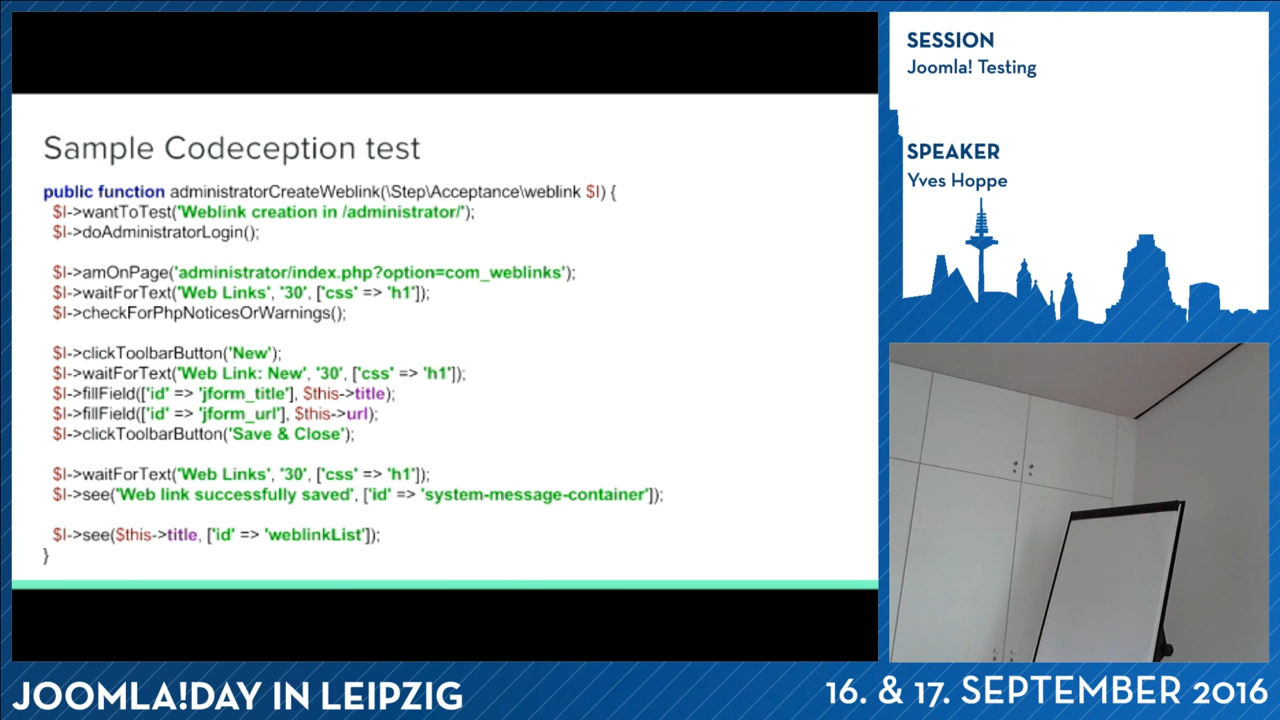 Sample Codeception test
public function administratorCreateWeblink(\Step\Acceptance\weblink $I) {
$I->wantToTest('Weblink creation in /administrator/');
$I->doAdministratorLogin();
$I->amOnPage('administrator/index.php?option=com_weblinks');
$I->waitForText('Web Links', '30', ['css' => 'h1']);
$I->checkForPhpNoticesOrWarnings();
$I->clickToolbarButton('New');
$I->waitForText('Web Link: New', '30', ['css' => 'h1']);
$I->fillField(['id' => 'jform_title'], $this->title);
$I->fillField(['id' => 'jform_url'], $this->url);
$I->clickToolbarButton('Save & Close');
$I->waitForText('Web Links', '30', ['css' => 'h1']);
$I->see('Web link successfully saved', ['id' => 'system-message-container']);
$I->see($this->title, ['id' => 'weblinkList']);
}
SESSION
Joomla! Testing
SPEAKER
Yves Hoppe
JOOMLA!DAY IN LEIPZIG
16. & 17. SEPTEMBER 2016